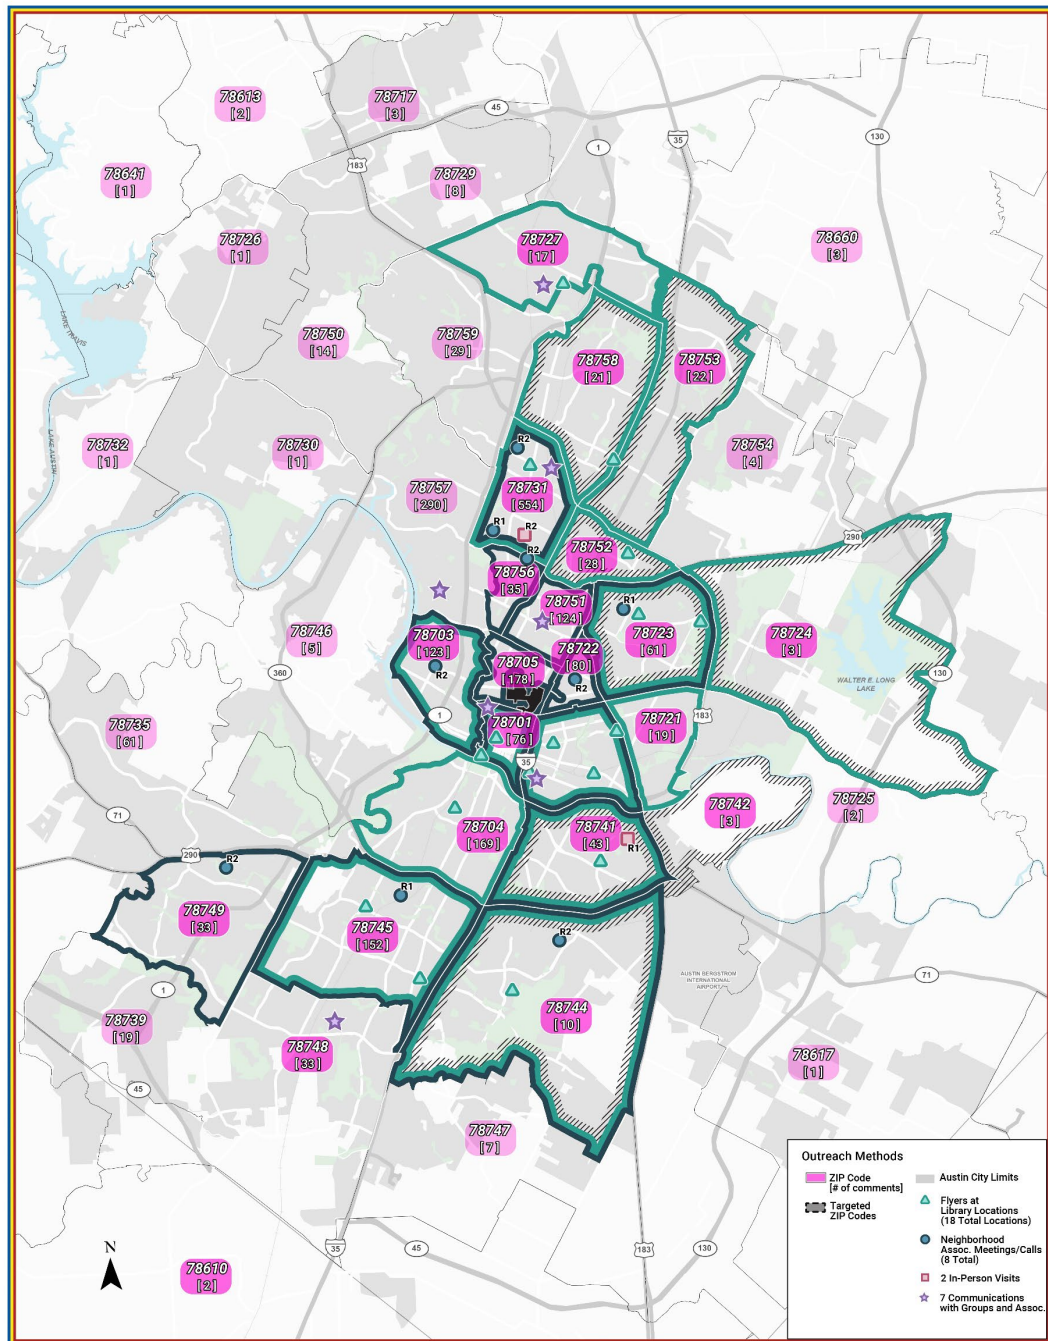 78613
[2]
78717
[3]
45
183
1
35
130
78641
[1]
78729
[8]
78726
[1]
78727
[17]
78660
[3]
LAKE TRAVIS
78750
[14]
78759
[29]
78758
[21]
78753
[22]
78732
[1]
LAKE AUSTIN
78730
[1]
R2
78754
[4]
78757
[290]
78731
[554]
R1
R2
290
R2
78752
[28]
78756
[35]
78751
[124]
R1
78746
[5]
78703
[123]
R2
78722
[80]
78723
[61]
78724
[3]
78705
[178]
R2
360
WALTER E. LONG
LAKE
130
78735
[61]
1
78701
[76]
78721
[19]
183
35
71
78704
[169]
78741
[43]
R1
78742
[3]
78725
[2]
290
R2
R1
78749
[33]
78745
[152]
R2
AUSTIN BERGSTROM
INTERNATIONAL
AIRPORT
71
1
78744
[10]
78739
[19]
78748
[33]
78617
[1]
45
78747
[7]
N
35
45
183
130
78610
[2]
Outreach Methods
ZIP Code
[# of comments]
Targeted
ZIP Codes
Austin City Limits
Flyers at
Library Locations
(18 Total Locations)
Neighborhood
Assoc. Meetings/Calls
(8 Total)
2 In-Person Visits
7 Communications
with Groups and Assoc.